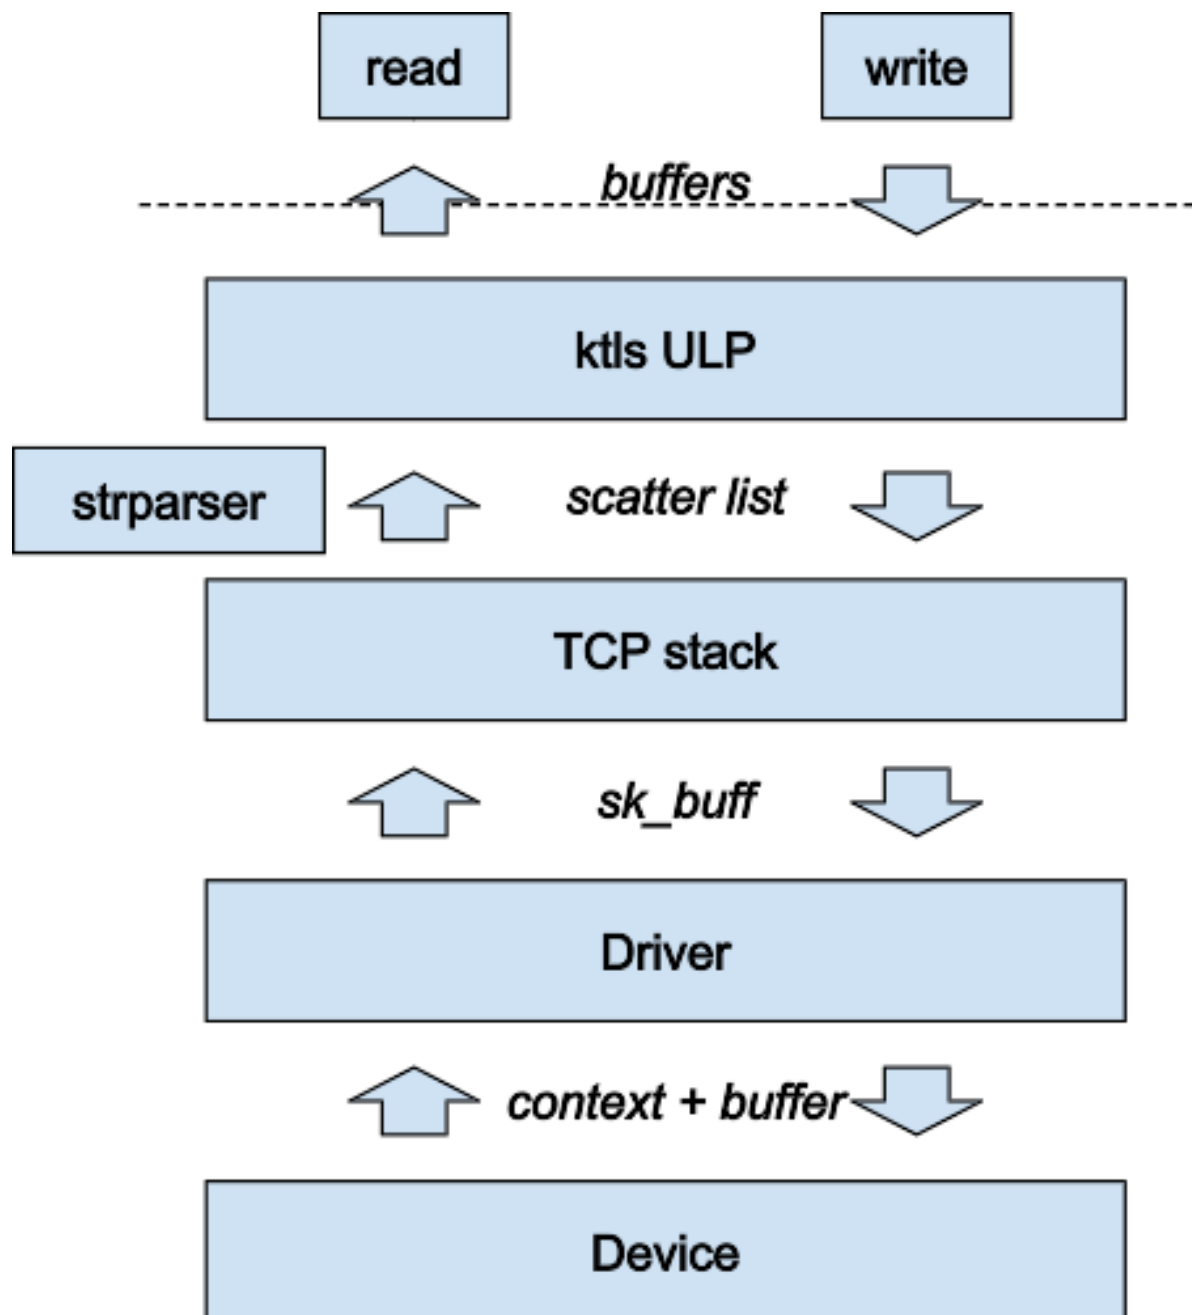 read
write
buffers
ktls ULP
strparser
scatter list
TCP stack
sk_buff
Driver
context + buffer
Device